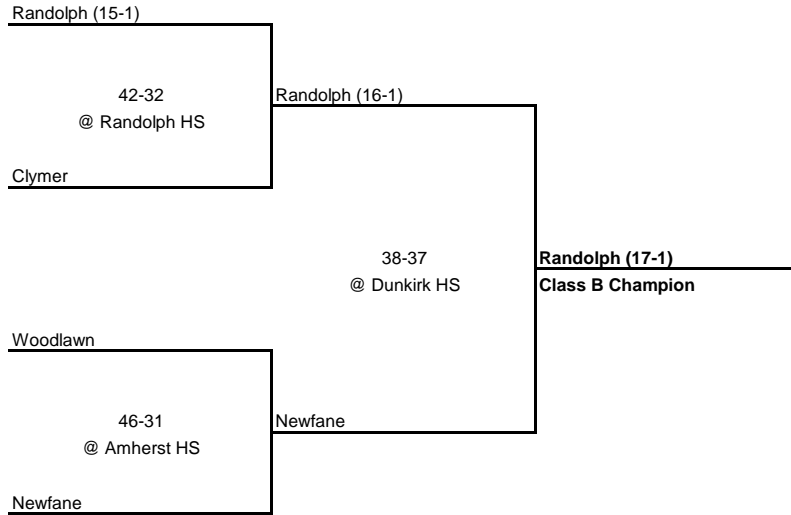 Randolph (15-1)
42-32
@ Randolph HS
Randolph (16-1)
Clymer
38-37
@ Dunkirk HS
Randolph (17-1)
Class B Champion
Woodlawn
46-31
@ Amherst HS
Newfane
Newfane